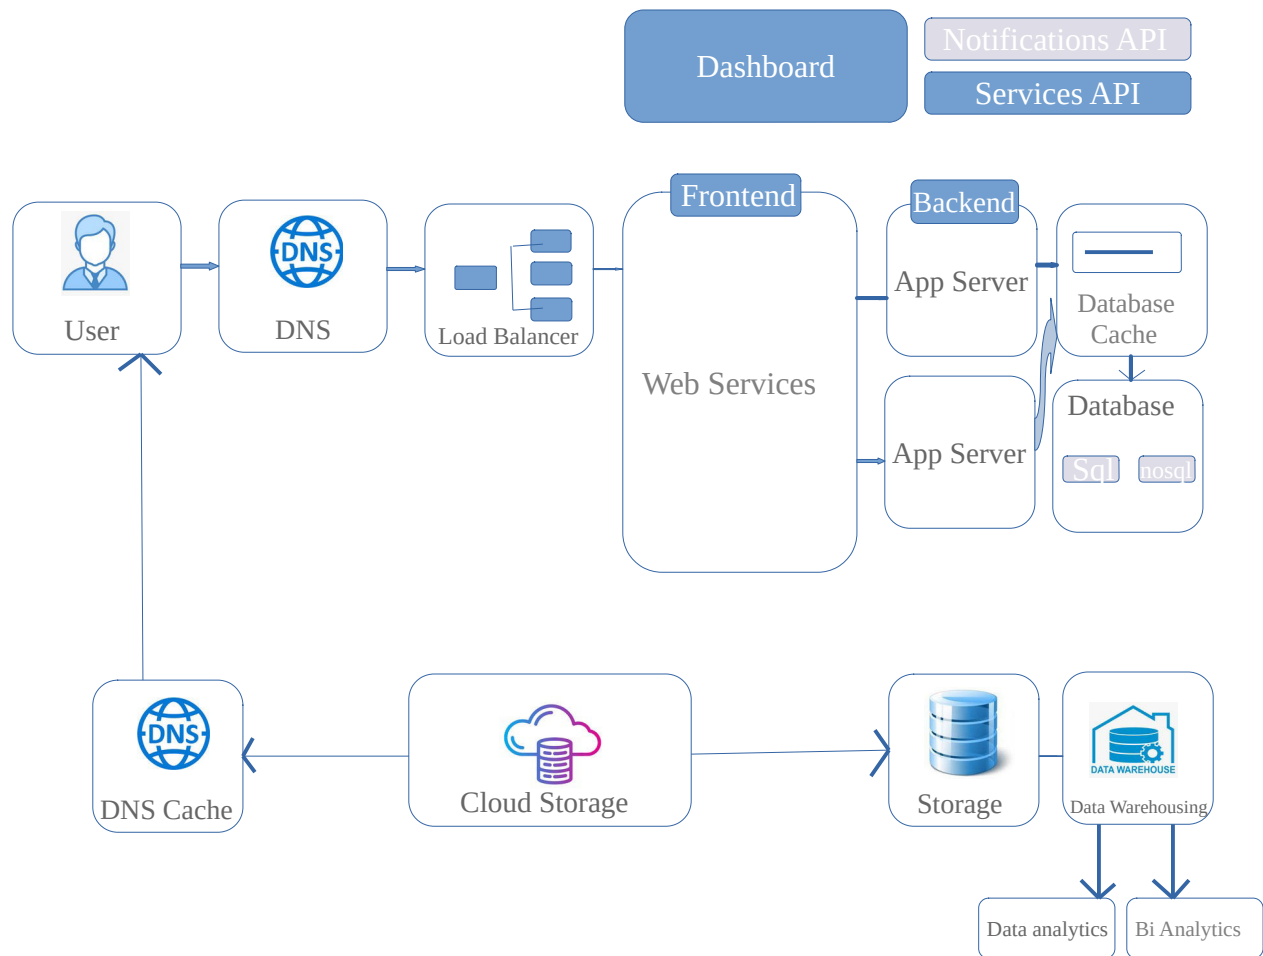 Dashboard
Notifications API
Services API
Frontend
Backend
DNS
User
DNS
Load Balancer
Web Services
App Server
Database
Cache
App Server
Database
Sql
nosql
DNS
DNS Cache
Cloud Storage
Storage
DATA WAREHOUSE
Data Warehousing
Data analytics
Bi Analytics